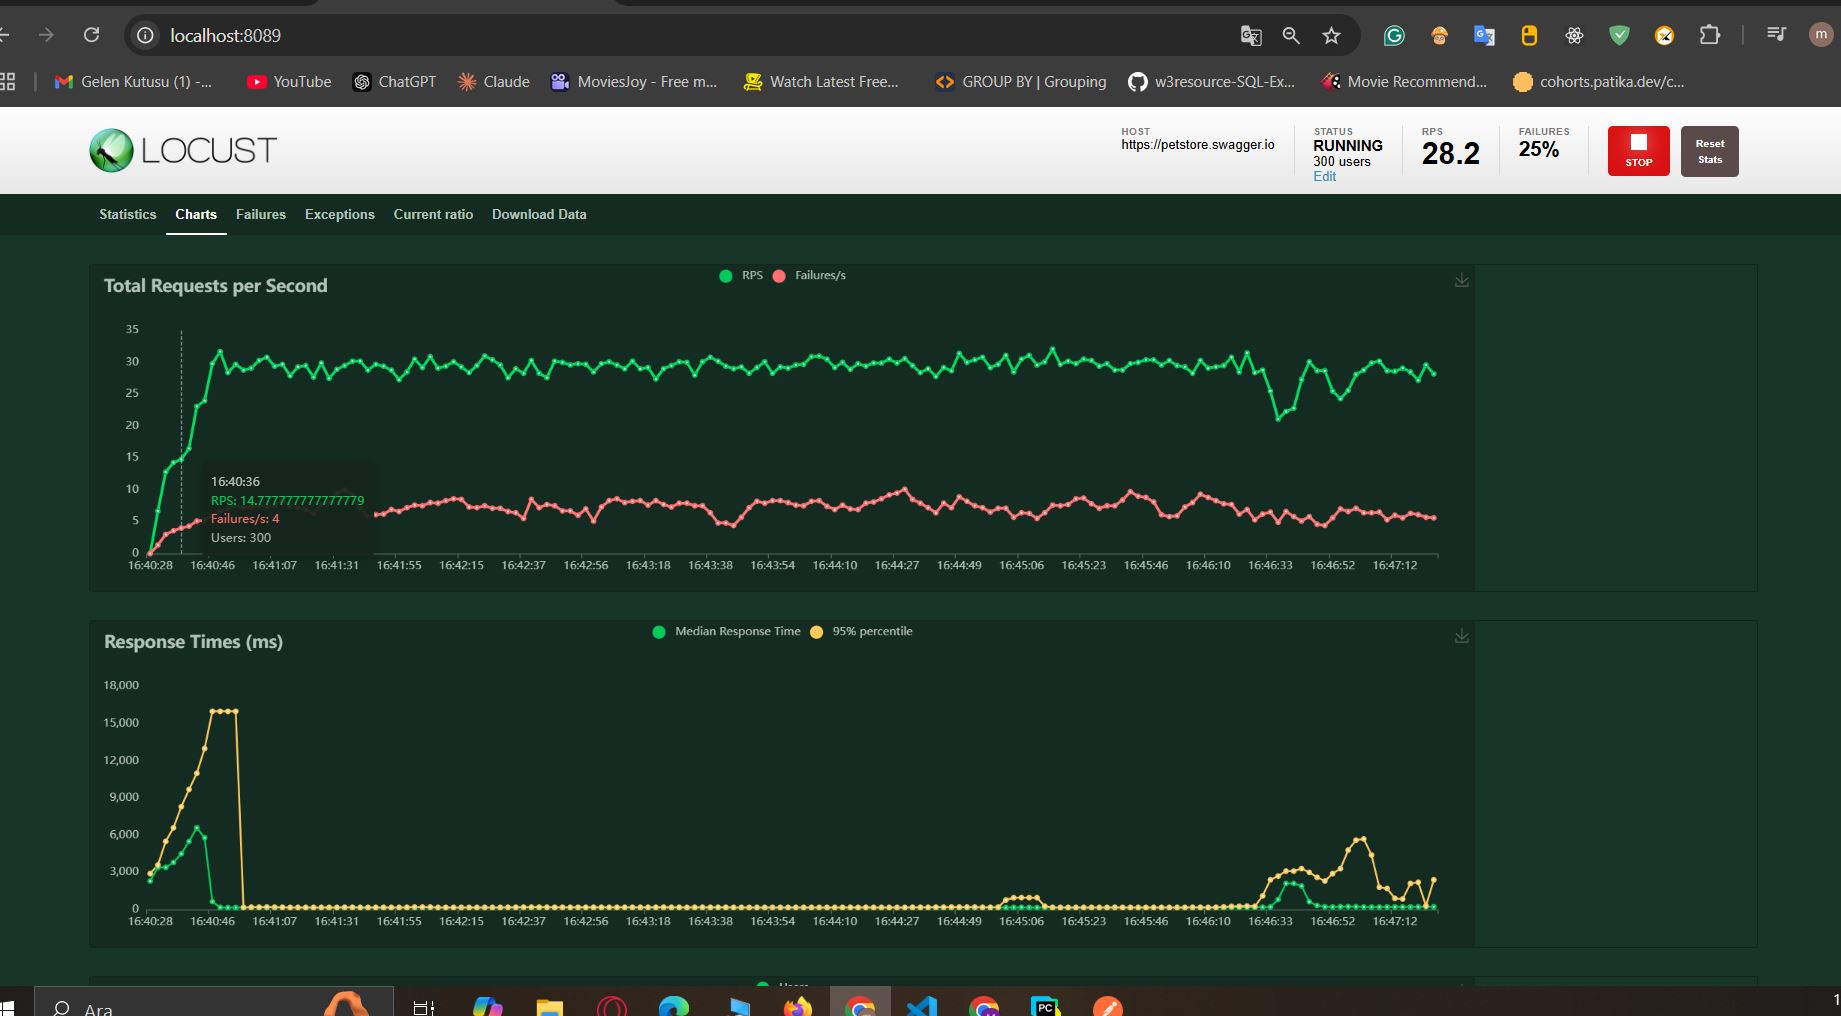 localhost:8089
m
Gelen Kutusu (1) -...
YouTube
ChatGPT
Claude
MoviesJoy - Free m...
Watch Latest Free...
GROUP BY | Grouping
w3resource-SQL-Ex...
Movie Recommend...
cohorts.patika.dev/c...
LOCUST
HOST
https://petstore.swagger.io
STATUS
RUNNING
300 users
Edit
RPS
28.2
FAILURES
25%
STOP
Reset
Stats
Statistics
Charts
Failures
Exceptions
Current ratio
Download Data
Total Requests per Second
RPS
Failures/s
35
30
25
20
15
10
5
0
16:40:36
RPS: 14.777777777777779
Failures/s: 4
Users: 300
16:40:28 16:40:46 16:41:07 16:41:31 16:41:55 16:42:15 16:42:37 16:42:56 16:43:18 16:43:38 16:43:54 16:44:10 16:44:27 16:44:49 16:45:06 16:45:23 16:45:46 16:46:10 16:46:33 16:46:52 16:47:12
Response Times (ms)
Median Response Time
95% percentile
18,000
15,000
12,000
9,000
6,000
3,000
0
16:40:28 16:40:46 16:41:07 16:41:31 16:41:55 16:42:15 16:42:37 16:42:56 16:43:18 16:43:38 16:43:54 16:44:10 16:44:27 16:44:49 16:45:06 16:45:23 16:45:46 16:46:10 16:46:33 16:46:52 16:47:12
Users
Ara
PC